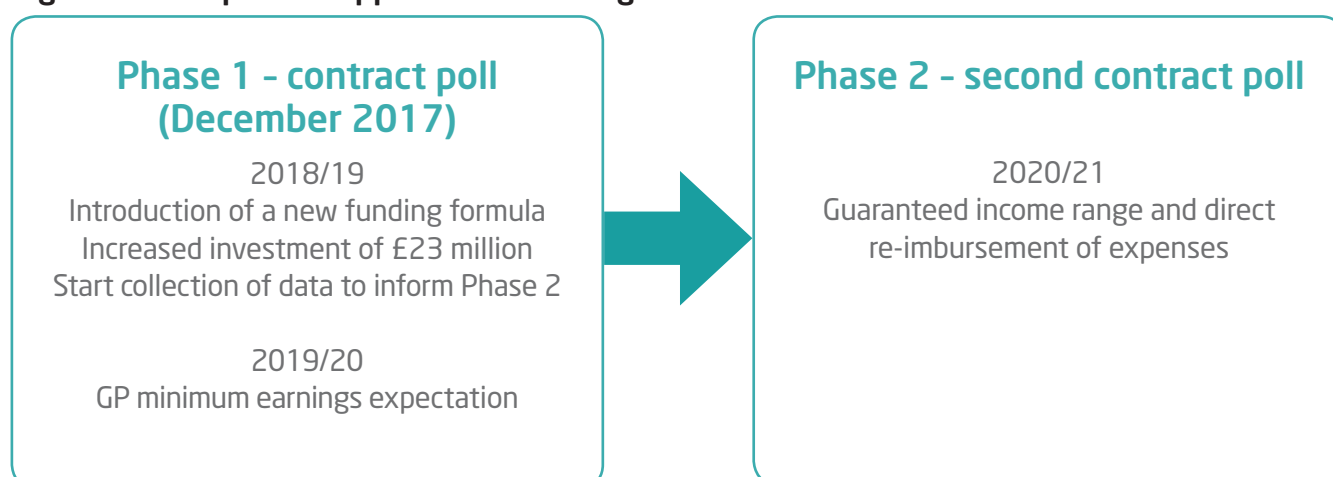 Phase 1 – contract poll
(December 2017)
2018/19
Introduction of a new funding formula
Increased investment of £23 million
Start collection of data to inform Phase 2
2019/20
GP minimum earnings expectation
Phase 2 – second contract poll
2020/21
Guaranteed income range and direct
re-imbursement of expenses